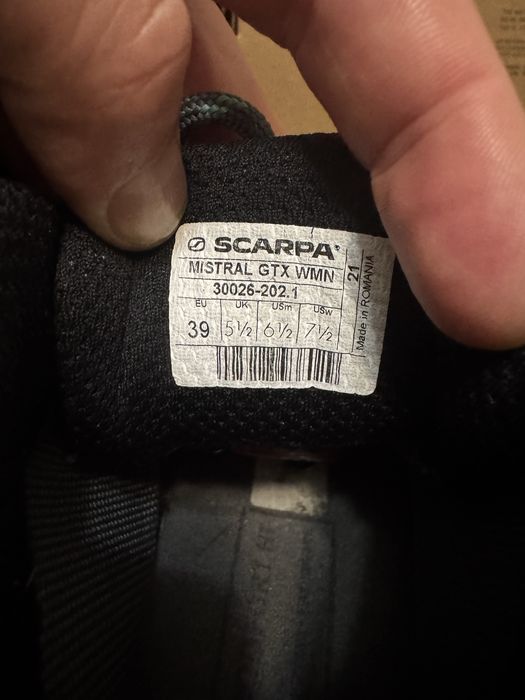 SCARPA
MISTRAL GTX WMN
30026-202.1
EU UK USm USw
39 5½ 6½ 7½
21
Made in ROMANIA